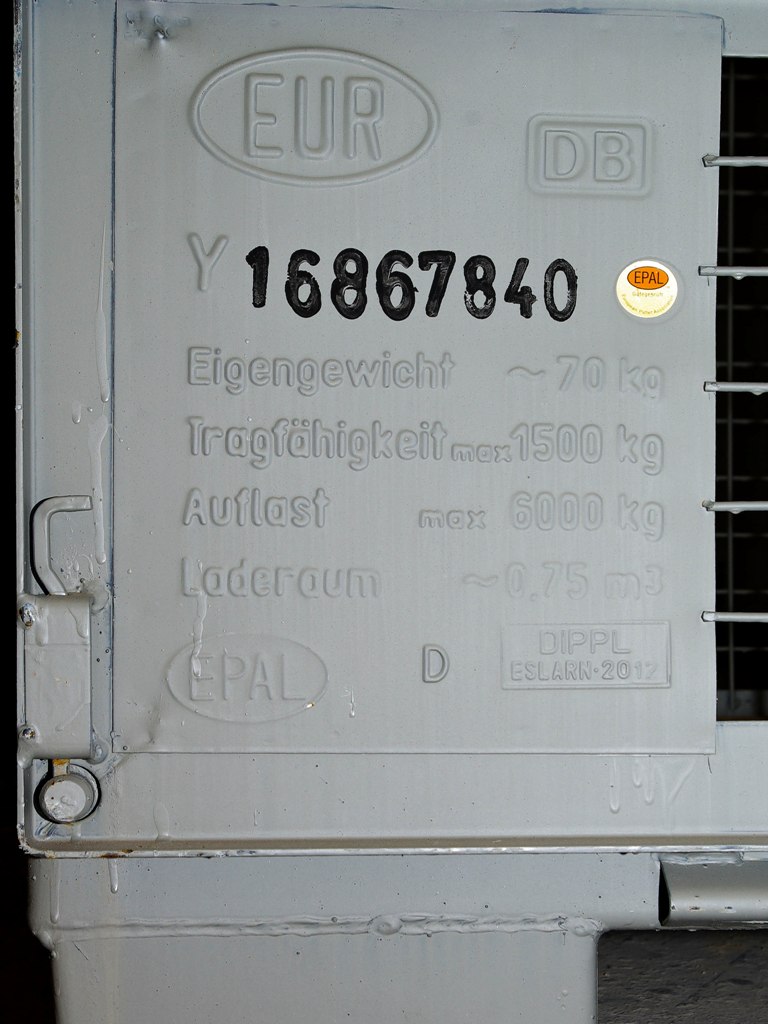 EUR
DB
Y 16867840
EPAL
Eigengewicht ~ 70 kg
Tragfähigkeit max 1500 kg
Auflast max 6000 kg
Laderaum ~ 0,75 m³
EPAL
D
DIPPL
ESLARN·2012